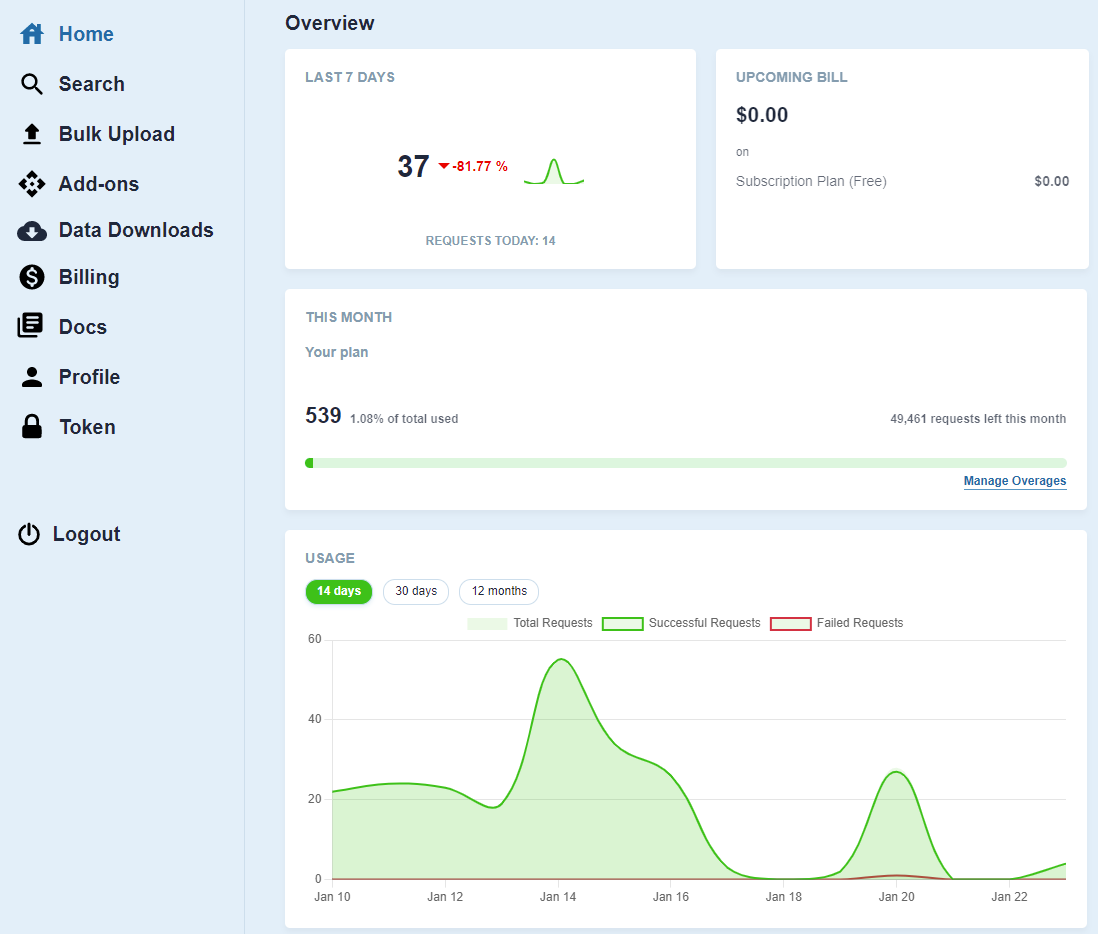 Home
Search
Bulk Upload
Add-ons
Data Downloads
Billing
Docs
Profile
Token
Logout
Overview
LAST 7 DAYS
37 -81.77 %
REQUESTS TODAY: 14
UPCOMING BILL
$0.00
on
Subscription Plan (Free) $0.00
THIS MONTH
Your plan
539 1.08% of total used 49,461 requests left this month
Manage Overages
USAGE
14 days 30 days 12 months
Total Requests Successful Requests Failed Requests
60
40
20
0
Jan 10 Jan 12 Jan 14 Jan 16 Jan 18 Jan 20 Jan 22